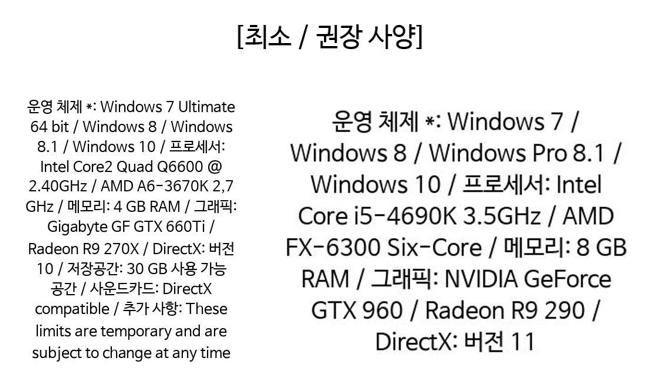 [최소 / 권장 사양]
운영 체제 *: Windows 7 Ultimate
64 bit / Windows 8 / Windows
8.1 / Windows 10 / 프로세서:
Intel Core2 Quad Q6600 @
2.40GHz / AMD A6-3670K 2,7
GHz / 메모리: 4 GB RAM / 그래픽:
Gigabyte GF GTX 660Ti /
Radeon R9 270X / DirectX: 버전
10 / 저장공간: 30 GB 사용 가능
공간 / 사운드카드: DirectX
compatible / 추가 사항: These
limits are temporary and are
subject to change at any time
운영 체제 *: Windows 7 /
Windows 8 / Windows Pro 8.1 /
Windows 10 / 프로세서: Intel
Core i5-4690K 3.5GHz / AMD
FX-6300 Six-Core / 메모리: 8 GB
RAM / 그래픽: NVIDIA GeForce
GTX 960 / Radeon R9 290 /
DirectX: 버전 11